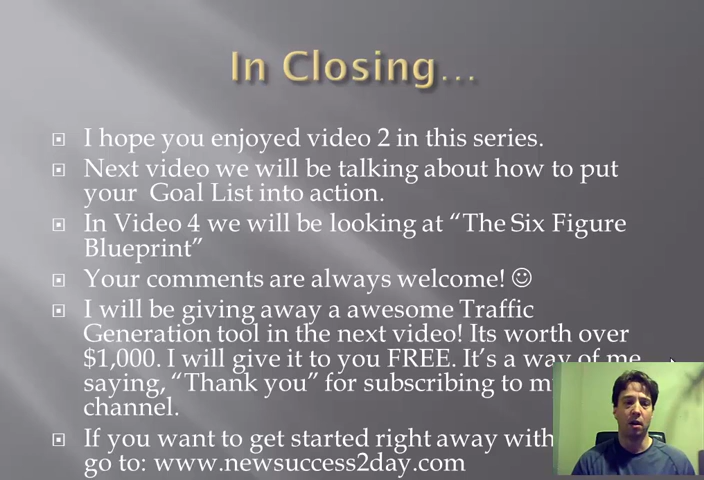 In Closing...
I hope you enjoyed video 2 in this series.
Next video we will be talking about how to put
your Goal List into action.
In Video 4 we will be looking at “The Six Figure
Blueprint”
Your comments are always welcome! ☺
I will be giving away a awesome Traffic
Generation tool in the next video! Its worth over
$1,000. I will give it to you FREE. It’s a way of me
saying, “Thank you” for subscribing to
channel.
If you want to get started right away with
go to: www.newsuccess2day.com